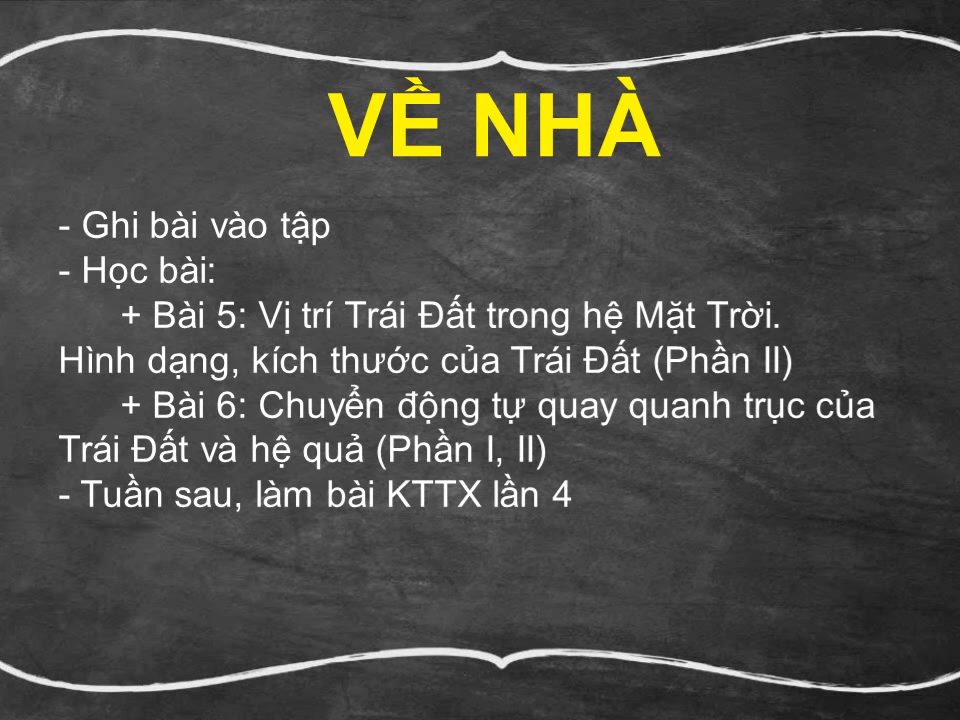 VỀ NHÀ
- Ghi bài vào tập
- Học bài:
+ Bài 5: Vị trí Trái Đất trong hệ Mặt Trời.
Hình dạng, kích thước của Trái Đất (Phần II)
+ Bài 6: Chuyển động tự quay quanh trục của
Trái Đất và hệ quả (Phần I, II)
- Tuần sau, làm bài KTTX lần 4